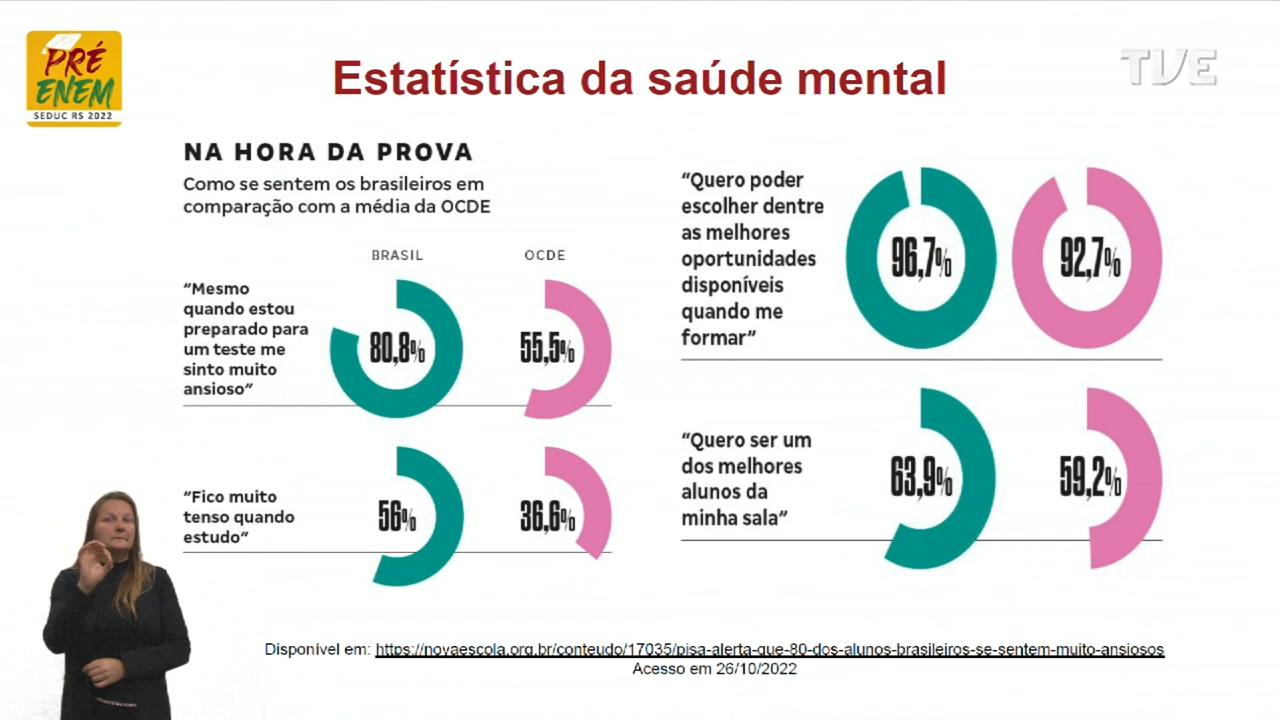 PRÉ
ENEM
SEDUC RS 2022
Estatística da saúde mental
TVE
NA HORA DA PROVA
Como se sentem os brasileiros em
comparação com a média da OCDE
BRASIL
OCDE
“Mesmo
quando estou
preparado para
um teste me
sinto muito
ansioso”
80,8%
55,5%
“Fico muito
tenso quando
estudo”
56%
36,6%
“Quero poder
escolher dentre
as melhores
oportunidades
disponíveis
quando me
formar”
96,7%
92,7%
“Quero ser um
dos melhores
alunos da
minha sala”
63,9%
59,2%
Disponível em: https://novaescola.org.br/conteudo/17035/pisa-alerta-que-80-dos-alunos-brasileiros-se-sentem-muito-ansiosos
Acesso em 26/10/2022